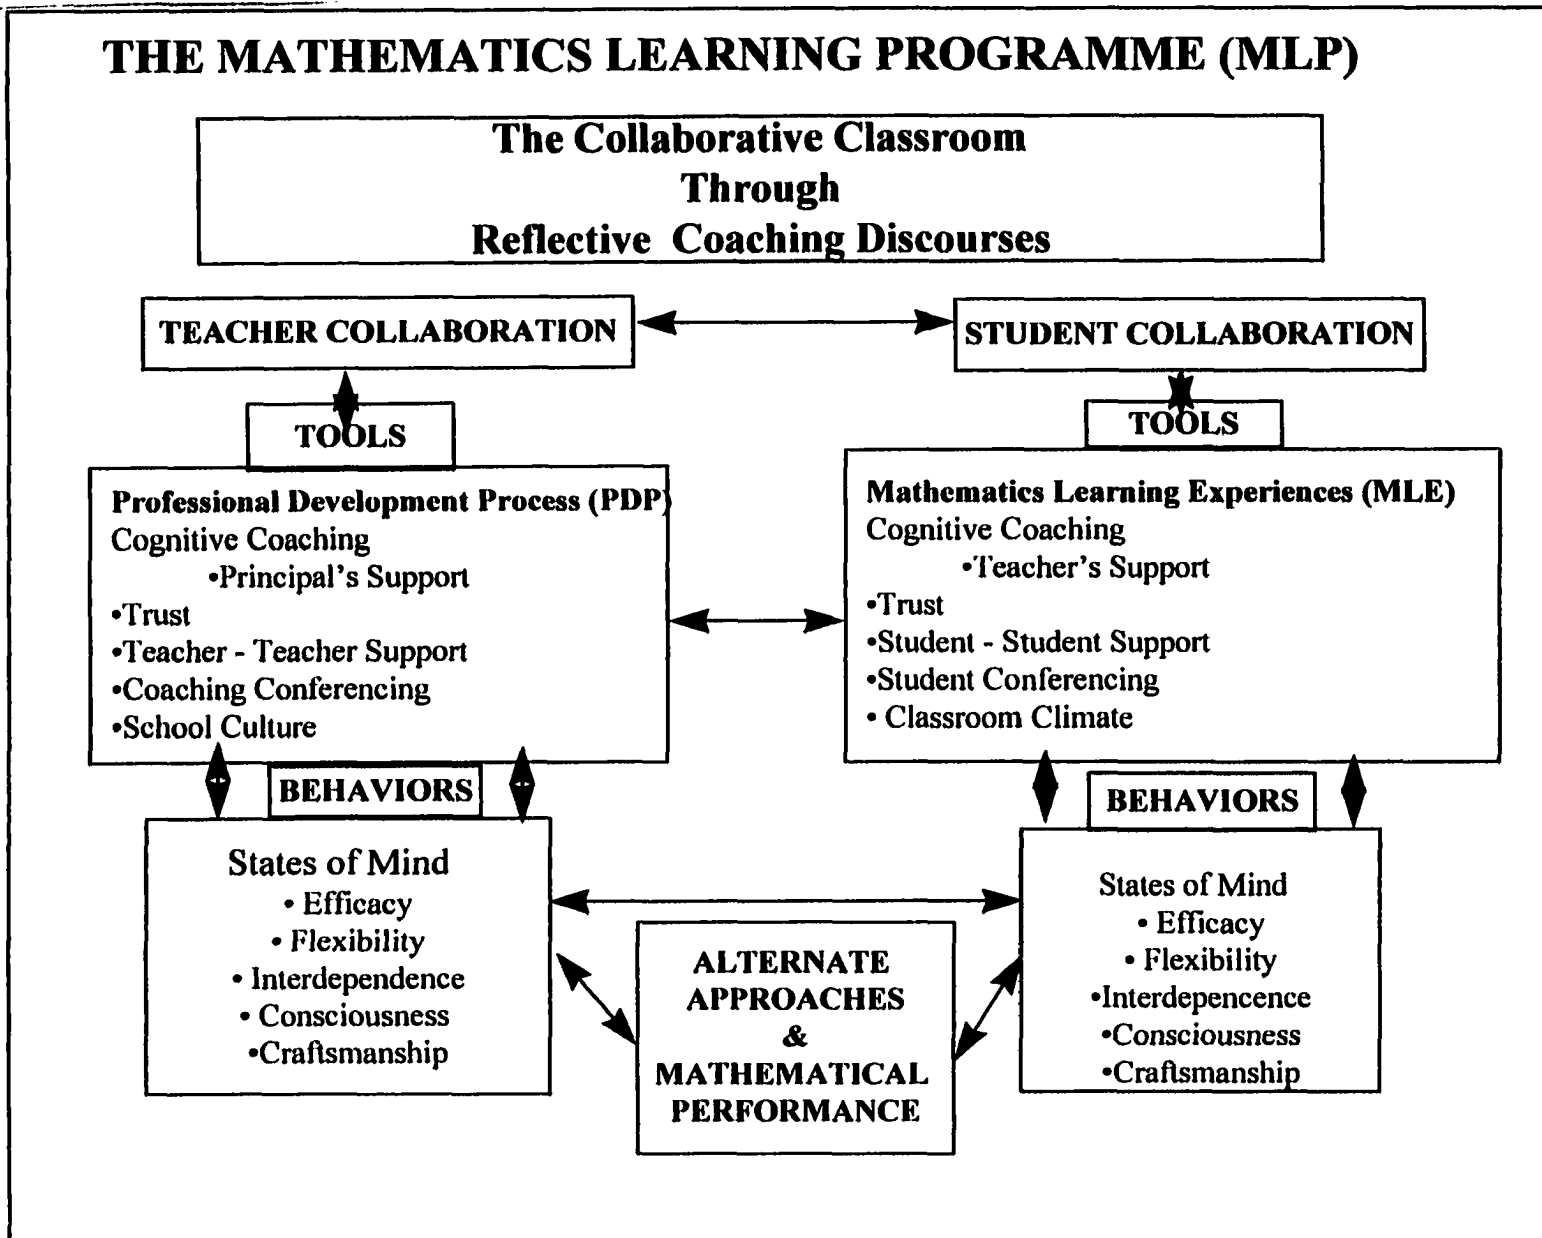 THE MATHEMATICS LEARNING PROGRAMME (MLP)
The Collaborative Classroom
Through
Reflective Coaching Discourses
TEACHER COLLABORATION
STUDENT COLLABORATION
TOOLS
TOOLS
Professional Development Process (PDP)
Cognitive Coaching
•Principal's Support
•Trust
•Teacher - Teacher Support
•Coaching Conferencing
•School Culture
Mathematics Learning Experiences (MLE)
Cognitive Coaching
•Teacher's Support
•Trust
•Student - Student Support
•Student Conferencing
• Classroom Climate
BEHAVIORS
BEHAVIORS
States of Mind
• Efficacy
• Flexibility
• Interdependence
• Consciousness
•Craftsmanship
ALTERNATE
APPROACHES
&
MATHEMATICAL
PERFORMANCE
States of Mind
• Efficacy
• Flexibility
•Interdepencence
•Consciousness
•Craftsmanship